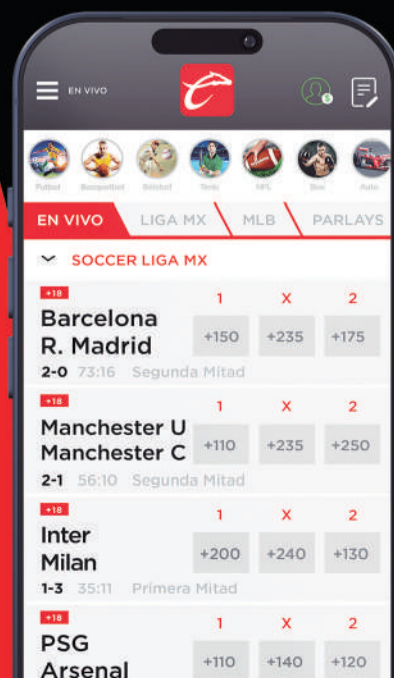 EN VIVO
Futbol Basquetbol Béisbol Tenis NFL Box Auto
EN VIVO LIGA MX MLB PARLAYS
SOCCER LIGA MX
+18 1 X 2
Barcelona
R. Madrid
+150 +235 +175
2-0 73:16 Segunda Mitad
+18 1 X 2
Manchester U
Manchester C
+110 +235 +250
2-1 56:10 Segunda Mitad
+18 1 X 2
Inter
Milan
+200 +240 +130
1-3 35:11 Primera Mitad
+18 1 X 2
PSG
Arsenal
+110 +140 +120